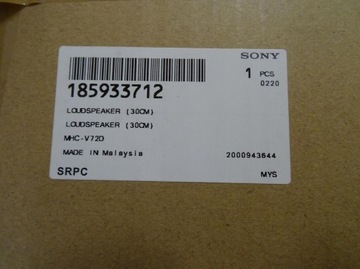 SONY
185933712
1 PCS
0220
LOUDSPEAKER (30CM)
LOUDSPEAKER (30CM)
MHC-V72D
MADE IN Malaysia
2000943644
SRPC
MYS